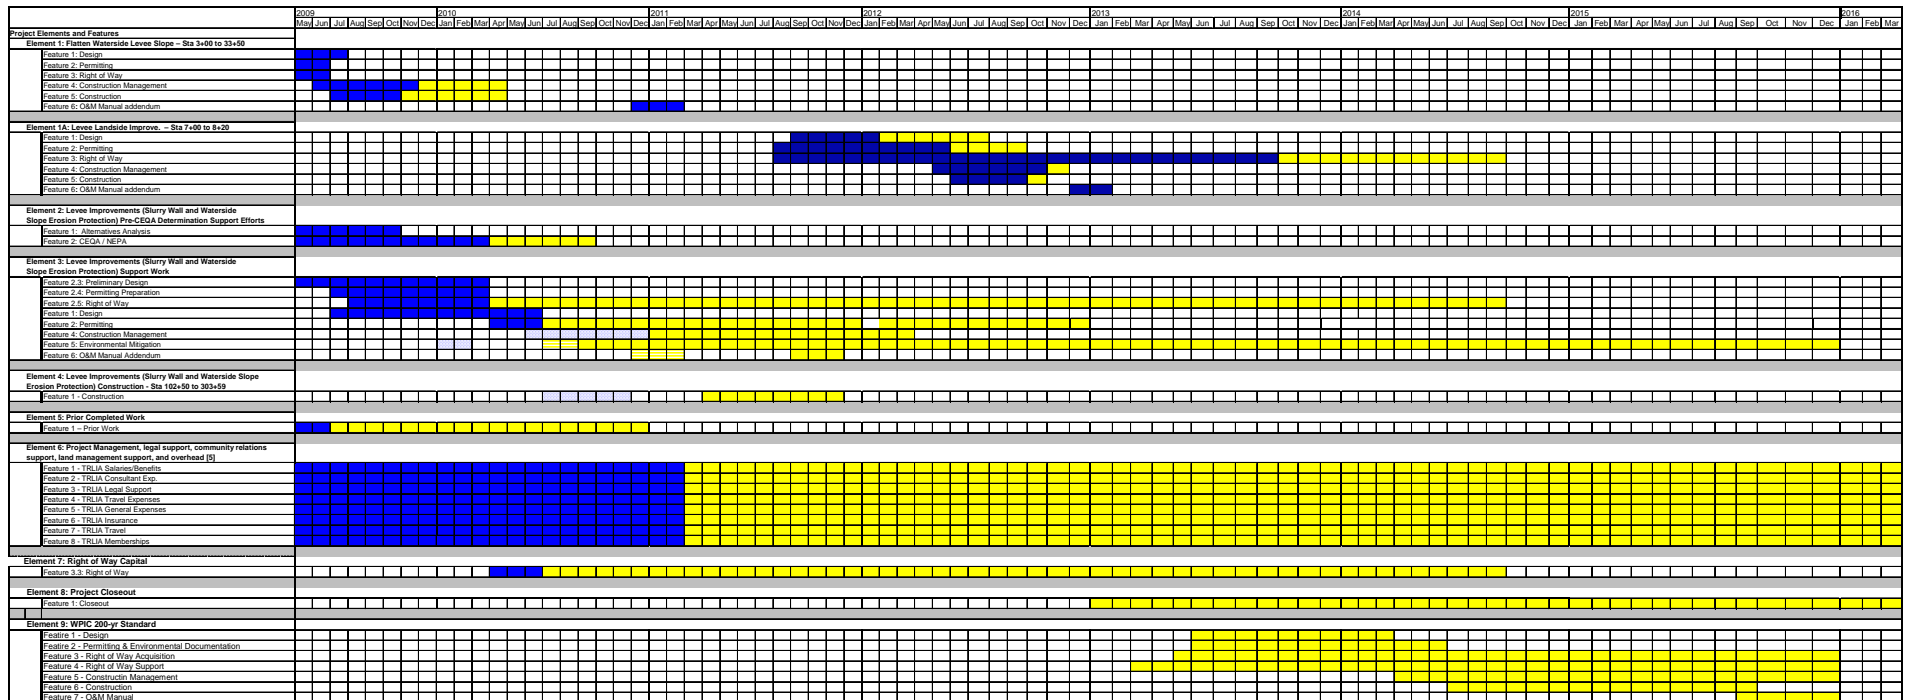 2009 2010 2011 2012 2013 2014 2015 2016
May Jun Jul Aug Sep Oct Nov Dec Jan Feb Mar Apr May Jun Jul Aug Sep Oct Nov Dec Jan Feb Mar Apr May Jun Jul Aug Sep Oct Nov Dec Jan Feb Mar Apr May Jun Jul Aug Sep Oct Nov Dec Jan Feb Mar Apr May Jun Jul Aug Sep Oct Nov Dec Jan Feb Mar Apr May Jun Jul Aug Sep Oct Nov Dec Jan Feb Mar Apr May Jun Jul Aug Sep Oct Nov Dec Jan Feb Mar
Project Elements and Features
Element 1: Flatten Waterside Levee Slope – Sta 3+00 to 33+50
Feature 1: Design
Feature 2: Permitting
Feature 3: Right of Way
Feature 4: Construction Management
Feature 5: Construction
Feature 6: O&M Manual addendum
Element 1A: Levee Landside Improve. – Sta 7+00 to 8+20
Feature 1: Design
Feature 2: Permitting
Feature 3: Right of Way
Feature 4: Construction Management
Feature 5: Construction
Feature 6: O&M Manual addendum
Element 2: Levee Improvements (Slurry Wall and Waterside
Slope Erosion Protection) Pre-CEQA Determination Support Efforts
Feature 1: Alternatives Analysis
Feature 2: CEQA / NEPA
Element 3: Levee Improvements (Slurry Wall and Waterside
Slope Erosion Protection) Support Work
Feature 2.3: Preliminary Design
Feature 2.4: Permitting Preparation
Feature 2.5: Right of Way
Feature 1: Design
Feature 2: Permitting
Feature 4: Construction Management
Feature 5: Environmental Mitigation
Feature 6: O&M Manual Addendum
Element 4: Levee Improvements (Slurry Wall and Waterside Slope
Erosion Protection) Construction - Sta 102+50 to 303+59
Feature 1 - Construction
Element 5: Prior Completed Work
Feature 1 – Prior Work
Element 6: Project Management, legal support, community relations
support, land management support, and overhead [5]
Feature 1 - TRLIA Salaries/Benefits
Feature 2 - TRLIA Consultant Exp.
Feature 3 - TRLIA Legal Support
Feature 4 - TRLIA Travel Expenses
Feature 5 - TRLIA General Expenses
Feature 6 - TRLIA Insurance
Feature 7 - TRLIA Travel
Feature 8 - TRLIA Memberships
Element 7: Right of Way Capital
Feature 3.3: Right of Way
Element 8: Project Closeout
Feature 1: Closeout
Element 9: WPIC 200-yr Standard
Featire 1 - Design
Featire 2 - Permitting & Environmental Documentation
Feature 3 - Right of Way Acquisition
Feature 4 - Right of Way Support
Feature 5 - Constructin Management
Feature 6 - Construction
Feature 7 - O&M Manual